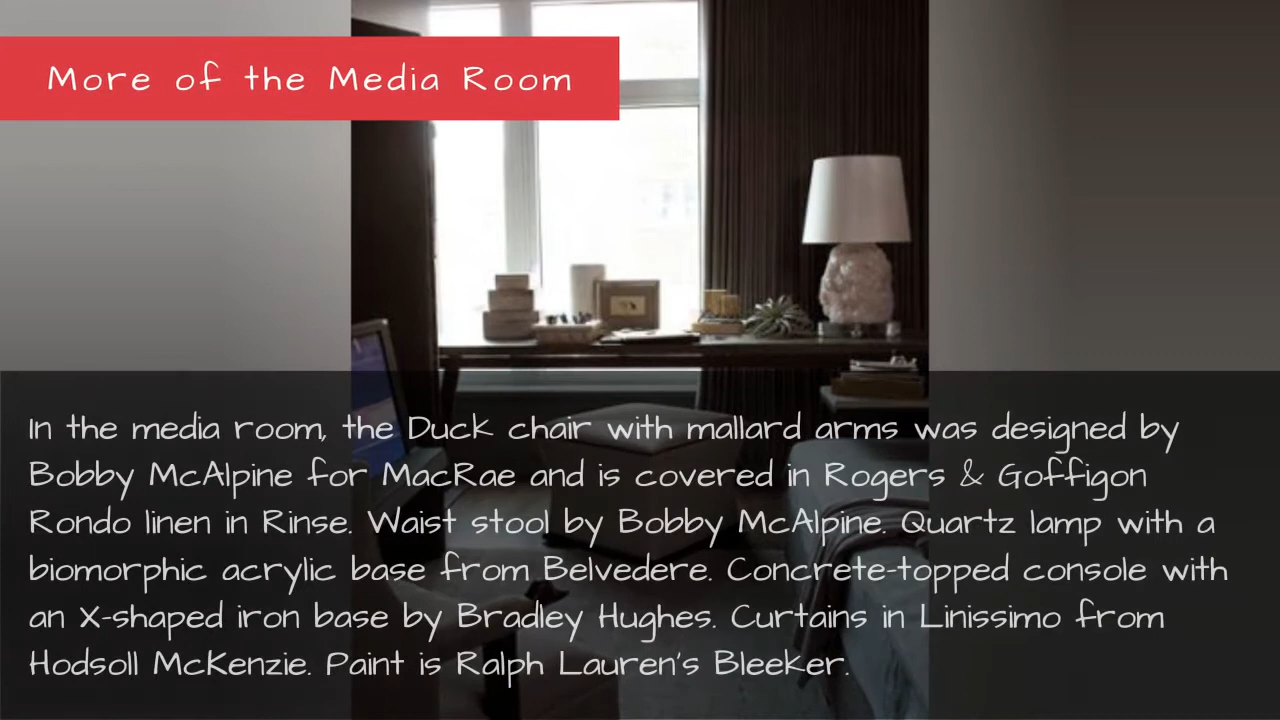 More of the Media Room
In the media room, the Duck chair with mallard arms was designed by
Bobby McAlpine for MacRae and is covered in Rogers & Goffigon
Rondo linen in Rinse. Waist stool by Bobby McAlpine. Quartz lamp with a
biomorphic acrylic base from Belvedere. Concrete-topped console with
an X-shaped iron base by Bradley Hughes. Curtains in Linissimo from
Hodsoll McKenzie. Paint is Ralph Lauren's Bleeker.